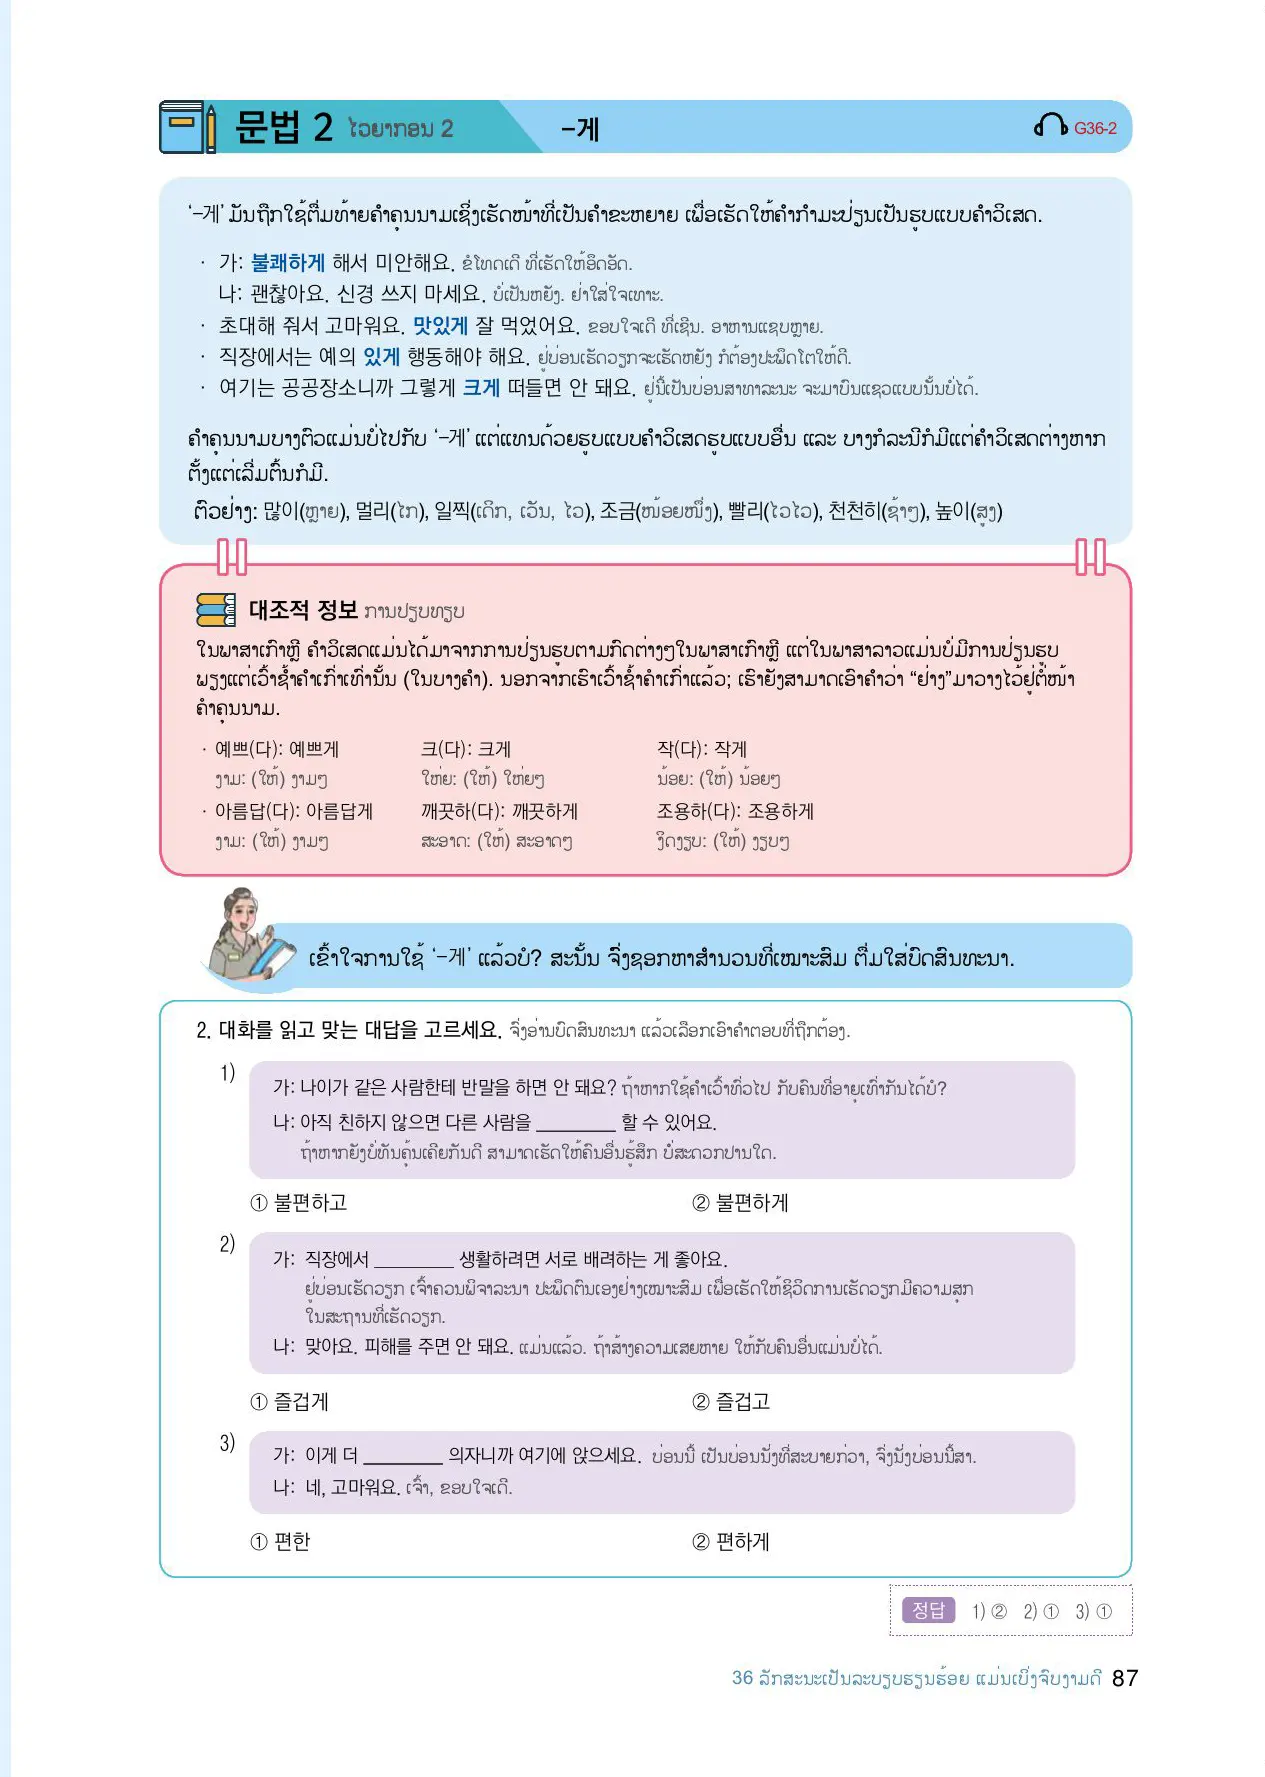 문법 2 ໄວຍາກອນ 2 -게 G36-2
‘-게’ ມັນຖືກໃຊ້ຕື່ມທ້າຍຄຳຄຸນນາມເຊິ່ງເຮັດໜ້າທີ່ເປັນຄຳຂະຫຍາຍ ເພື່ອເຮັດໃຫ້ຄຳກຳມະປ່ຽນເປັນຮູບແບບຄຳວິເສດ.
· 가: 불쾌하게 해서 미안해요. ຂໍໂທດເດີ ທີ່ເຮັດໃຫ້ອຶດອັດ.
나: 괜찮아요. 신경 쓰지 마세요. ບໍ່ເປັນຫຍັງ. ຢ່າໃສ່ໃຈເທາະ.
· 초대해 줘서 고마워요. 맛있게 잘 먹었어요. ຂອບໃຈເດີ ທີ່ເຊີນ. ອາຫານແຊບຫຼາຍ.
· 직장에서는 예의 있게 행동해야 해요. ຢູ່ບ່ອນເຮັດວຽກຈະເຮັດຫຍັງ ກໍຕ້ອງປະພຶດໂຕໃຫ້ດີ.
· 여기는 공공장소니까 그렇게 크게 떠들면 안 돼요. ຢູ່ນີ້ເປັນບ່ອນສາທາລະນະ ຈະມາບົນແຊວແບບນັ້ນບໍ່ໄດ້.
ຄຳຄຸນນາມບາງຕົວແມ່ນບໍ່ໄປກັບ ‘-게’ ແຕ່ແທນດ້ວຍຮູບແບບຄຳວິເສດຮູບແບບອື່ນ ແລະ ບາງກໍລະນີກໍມີແຕ່ຄຳວິເສດຕ່າງຫາກ
ຕັ້ງແຕ່ເລີ່ມຕົ້ນກໍມີ.
ຕົວຢ່າງ: 많이(ຫຼາຍ), 멀리(ໄກ), 일찍(ເດິກ, ເວັນ, ໄວ), 조금(ໜ້ອຍໜຶ່ງ), 빨리(ໄວໄວ), 천천히(ຊ້າໆ), 높이(ສູງ)
대조적 정보 ການປຽບທຽບ
ໃນພາສາເກົາຫຼີ ຄຳວິເສດແມ່ນໄດ້ມາຈາກການປ່ຽນຮູບຕາມກົດຕ່າງໆໃນພາສາເກົາຫຼີ ແຕ່ໃນພາສາລາວແມ່ນບໍ່ມີການປ່ຽນຮູບ
ພຽງແຕ່ເວົ້າຊ້ຳຄຳເກົ່າເທົ່ານັ້ນ (ໃນບາງຄຳ). ນອກຈາກເຮົາເວົ້າຊ້ຳຄຳເກົ່າແລ້ວ; ເຮົາຍັງສາມາດເອົາຄຳວ່າ “ຢ່າງ”ມາວາງໄວ້ຢູ່ຕໍ່ໜ້າ
ຄຳຄຸນນາມ.
· 예쁘(다): 예쁘게 크(다): 크게 작(다): 작게
ງາມ: (ໃຫ້) ງາມໆ ໃຫ່ຍ: (ໃຫ້) ໃຫ່ຍໆ ນ້ອຍ: (ໃຫ້) ນ້ອຍໆ
· 아름답(다): 아름답게 깨끗하(다): 깨끗하게 조용하(다): 조용하게
ງາມ: (ໃຫ້) ງາມໆ ສະອາດ: (ໃຫ້) ສະອາດໆ ງິດງຽບ: (ໃຫ້) ງຽບໆ
ເຂົ້າໃຈການໃຊ້ ‘-게’ ແລ້ວບໍ? ສະນັ້ນ ຈົ່ງຊອກຫາສຳນວນທີ່ເໝາະສົມ ຕື່ມໃສ່ບົດສົນທະນາ.
2. 대화를 읽고 맞는 대답을 고르세요. ຈົ່ງອ່ານບົດສົນທະນາ ແລ້ວເລືອກເອົາຄຳຕອບທີ່ຖືກຕ້ອງ.
1)
가: 나이가 같은 사람한테 반말을 하면 안 돼요? ຖ້າຫາກໃຊ້ຄຳເວົ້າທົ່ວໄປ ກັບຄົນທີ່ອາຍຸເທົ່າກັນໄດ້ບໍ?
나: 아직 친하지 않으면 다른 사람을 ________ 할 수 있어요.
ຖ້າຫາກຍັງບໍ່ທັນຄຸ້ນເຄີຍກັນດີ ສາມາດເຮັດໃຫ້ຄົນອື່ນຮູ້ສຶກ ບໍ່ສະດວກປານໃດ.
① 불편하고 ② 불편하게
2)
가: 직장에서 ________ 생활하려면 서로 배려하는 게 좋아요.
ຢູ່ບ່ອນເຮັດວຽກ ເຈົ້າຄວນພິຈາລະນາ ປະພຶດຕົນເອງຢ່າງເໝາະສົມ ເພື່ອເຮັດໃຫ້ຊີວິດການເຮັດວຽກມີຄວາມສຸກ
ໃນສະຖານທີ່ເຮັດວຽກ.
나: 맞아요. 피해를 주면 안 돼요. ແມ່ນແລ້ວ. ຖ້າສ້າງຄວາມເສຍຫາຍ ໃຫ້ກັບຄົນອື່ນແມ່ນບໍ່ໄດ້.
① 즐겁게 ② 즐겁고
3)
가: 이게 더 ________ 의자니까 여기에 앉으세요. ບ່ອນນີ້ ເປັນບ່ອນນັ່ງທີ່ສະບາຍກ່ວາ, ຈົ່ງນັ່ງບ່ອນນີ້ສາ.
나: 네, 고마워요. ເຈົ້າ, ຂອບໃຈເດີ.
① 편한 ② 편하게
정답 1) ② 2) ① 3) ①
36 ລັກສະນະເປັນລະບຽບຮຽບຮ້ອຍ ແມ່ນເບິ່ງຈົບງາມດີ 87